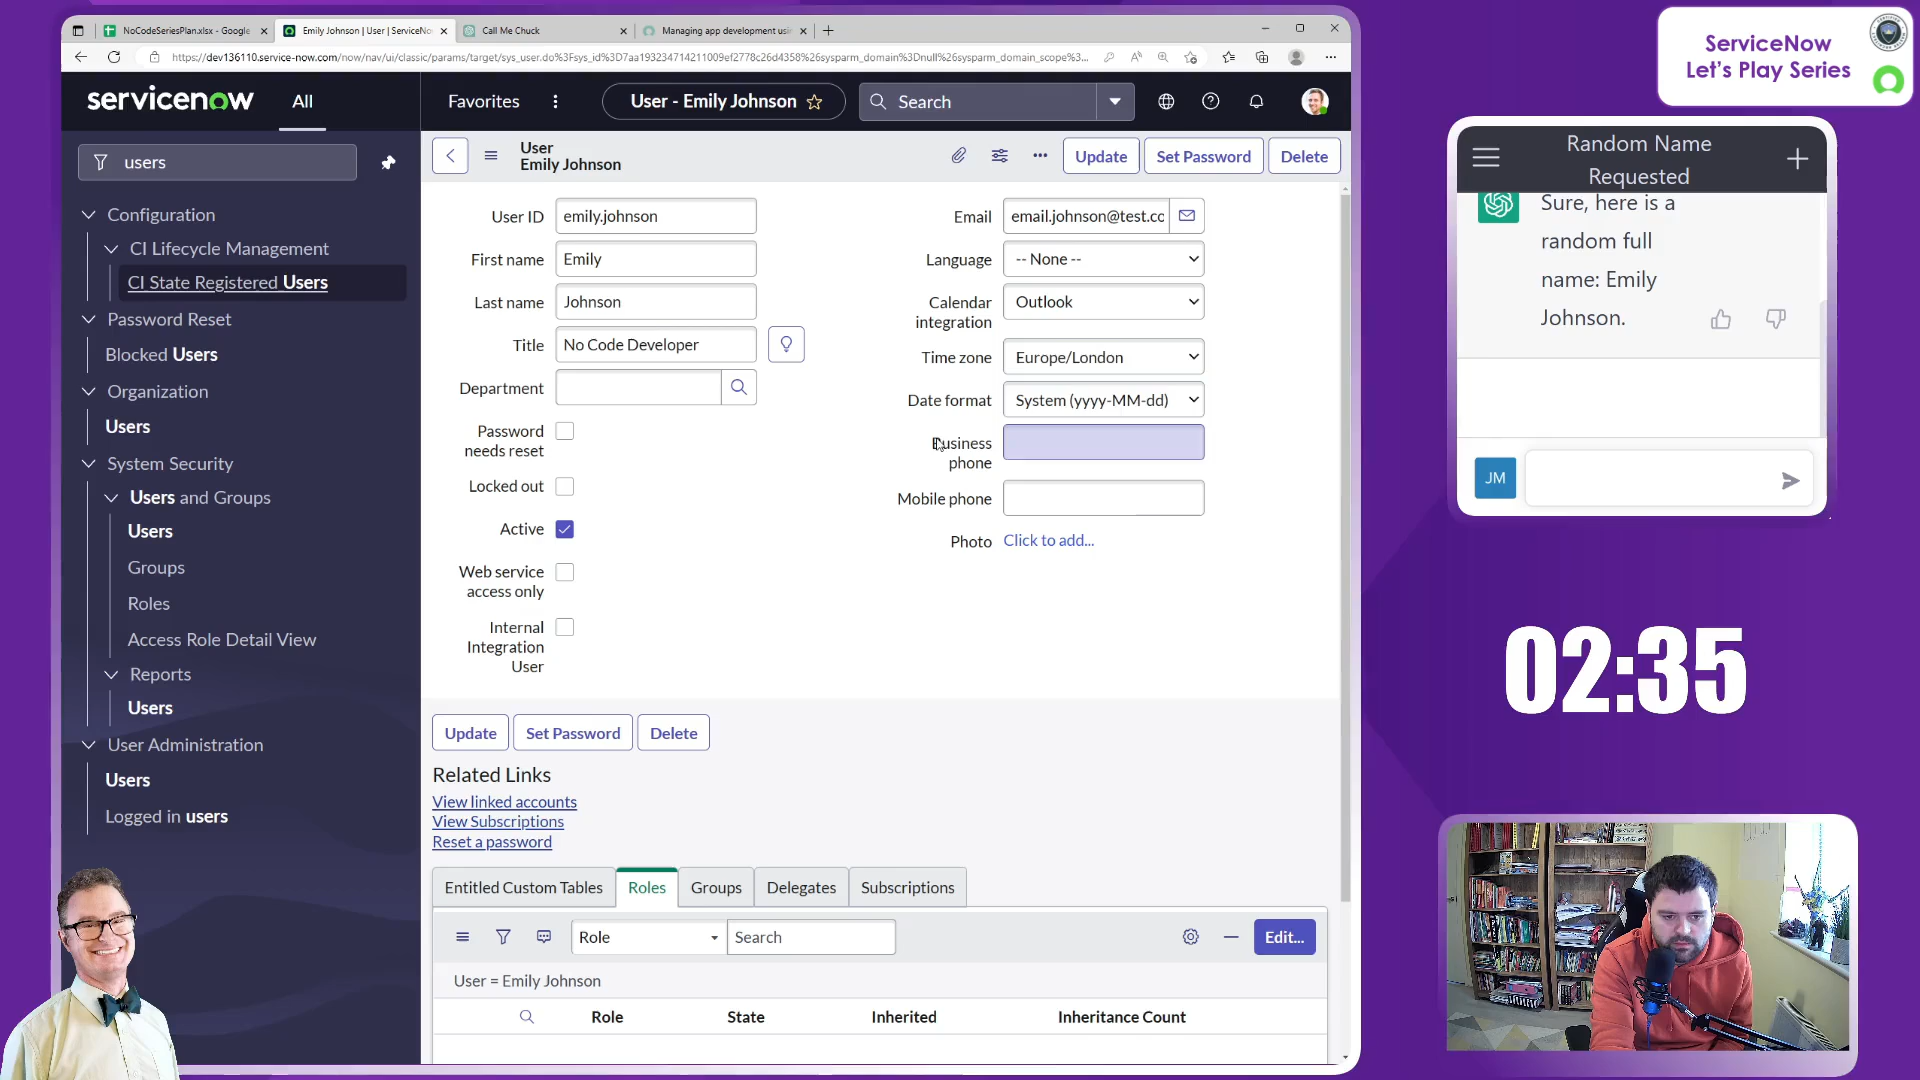 NoCodeSeriesPlan.xlsx - Google
Emily Johnson | User | ServiceNo
Call Me Chuck
Managing app development usin
https://dev136110.service-now.com/now/nav/ui/classic/params/target/sys_user.do%3Fsys_id%3D7aa193234714211009ef2778c26d4358%26sysparm_domain%3Dnull%26sysparm_domain_scope%3...
servicenow
All
Favorites
User - Emily Johnson
Search
users
Configuration
CI Lifecycle Management
CI State Registered Users
Password Reset
Blocked Users
Organization
Users
System Security
Users and Groups
Users
Groups
Roles
Access Role Detail View
Reports
Users
User Administration
Users
Logged in users
User
Emily Johnson
Update
Set Password
Delete
User ID
emily.johnson
First name
Emily
Last name
Johnson
Title
No Code Developer
Department
Password
needs reset
Locked out
Active
Web service
access only
Internal
Integration
User
Email
email.johnson@test.cc
Language
-- None --
Calendar
integration
Outlook
Time zone
Europe/London
Date format
System (yyyy-MM-dd)
Business
phone
Mobile phone
Photo
Click to add...
Update
Set Password
Delete
Related Links
View linked accounts
View Subscriptions
Reset a password
Entitled Custom Tables
Roles
Groups
Delegates
Subscriptions
Role
Search
Edit...
User = Emily Johnson
Role
State
Inherited
Inheritance Count
ServiceNow
Let's Play Series
Random Name
Requested
Sure, here is a
random full
name: Emily
Johnson.
JM
02:35